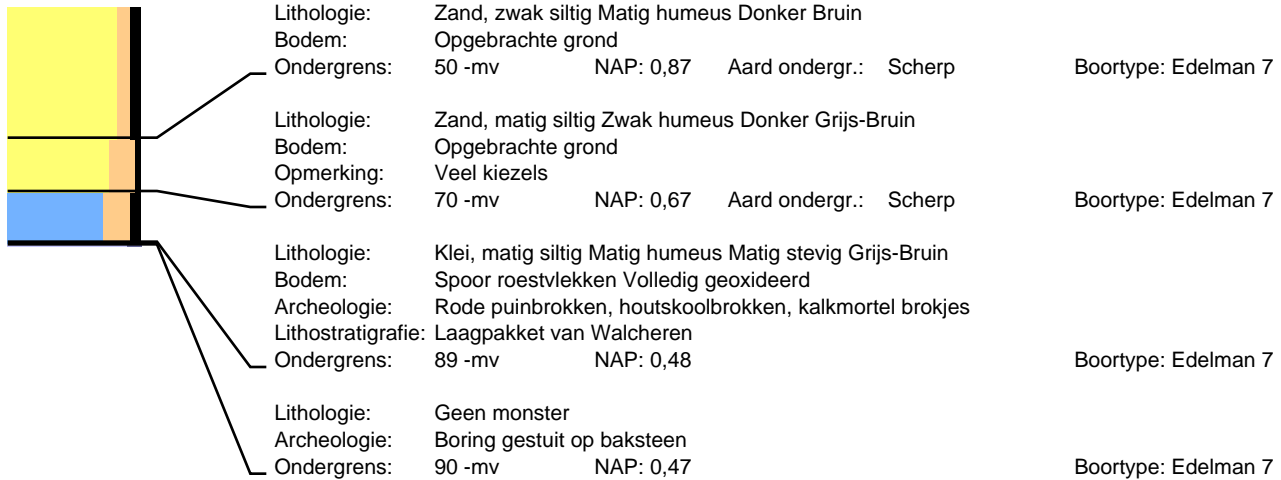 Lithologie: Zand, zwak siltig Matig humeus Donker Bruin
Bodem: Opgebrachte grond
Ondergrens: 50 -mv NAP: 0,87 Aard ondergr.: Scherp Boortype: Edelman 7
Lithologie: Zand, matig siltig Zwak humeus Donker Grijs-Bruin
Bodem: Opgebrachte grond
Opmerking: Veel kiezels
Ondergrens: 70 -mv NAP: 0,67 Aard ondergr.: Scherp Boortype: Edelman 7
Lithologie: Klei, matig siltig Matig humeus Matig stevig Grijs-Bruin
Bodem: Spoor roestvlekken Volledig geoxideerd
Archeologie: Rode puinbrokken, houtskoolbrokken, kalkmortel brokjes
Lithostratigrafie: Laagpakket van Walcheren
Ondergrens: 89 -mv NAP: 0,48 Boortype: Edelman 7
Lithologie: Geen monster
Archeologie: Boring gestuit op baksteen
Ondergrens: 90 -mv NAP: 0,47 Boortype: Edelman 7